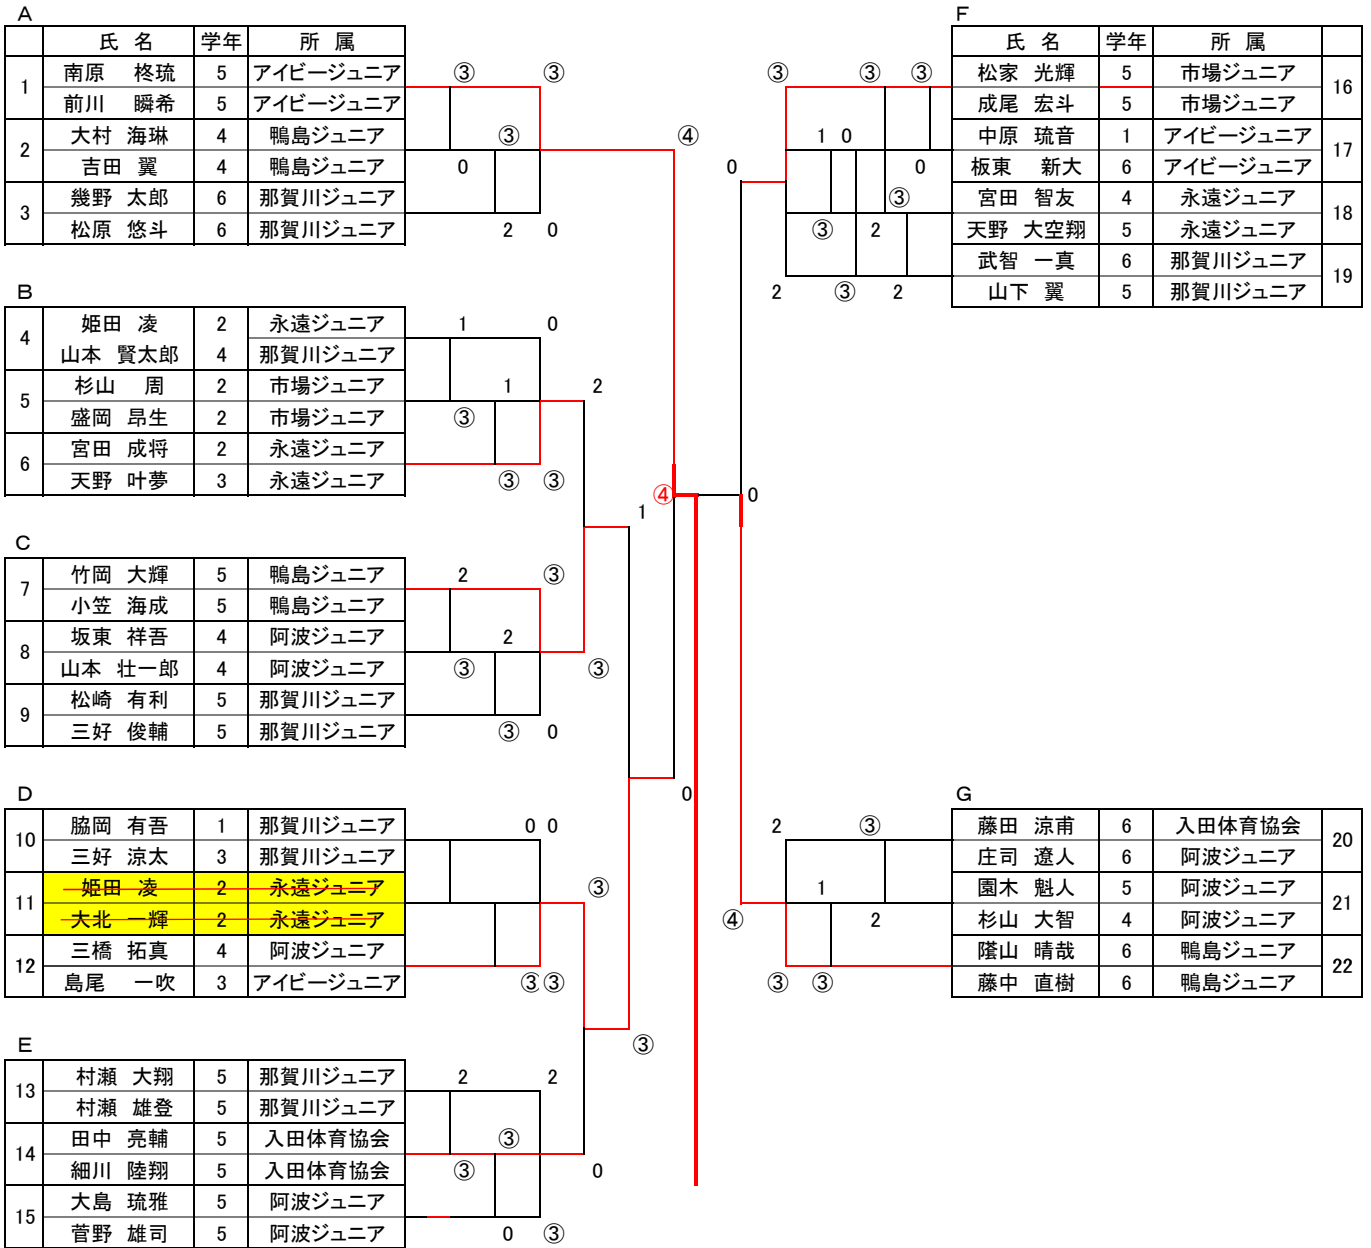 A
氏 名 学年 所 属
1 南原 柊琉 5 アイビージュニア ③ ③
前川 瞬希 5 アイビージュニア
2 大村 海琳 4 鴨島ジュニア ③ ④
吉田 翼 4 鴨島ジュニア 0
3 幾野 太郎 6 那賀川ジュニア
松原 悠斗 6 那賀川ジュニア 2 0
B
4 姫田 凌 2 永遠ジュニア 1 0
山本 賢太郎 4 那賀川ジュニア
5 杉山 周 2 市場ジュニア 1 2
盛岡 昂生 2 市場ジュニア ③
6 宮田 成将 2 永遠ジュニア
天野 叶夢 3 永遠ジュニア ③ ③
④ 0
1
C
7 竹岡 大輝 5 鴨島ジュニア 2 ③
小笠 海成 5 鴨島ジュニア
8 坂東 祥吾 4 阿波ジュニア 2
山本 壮一郎 4 阿波ジュニア ③ ③
9 松崎 有利 5 那賀川ジュニア
三好 俊輔 5 那賀川ジュニア ③ 0
0
D
10 脇岡 有吾 1 那賀川ジュニア 0 0
三好 涼太 3 那賀川ジュニア
11 姫田 凌 2 永遠ジュニア ③
大北 一輝 2 永遠ジュニア
12 三橋 拓真 4 阿波ジュニア
島尾 一吹 3 アイビージュニア ③ ③
③
E
13 村瀬 大翔 5 那賀川ジュニア 2 2
村瀬 雄登 5 那賀川ジュニア
14 田中 亮輔 5 入田体育協会 ③
細川 陸翔 5 入田体育協会 ③ 0
15 大島 琉雅 5 阿波ジュニア
菅野 雄司 5 阿波ジュニア 0 ③
F
氏 名 学年 所 属
③ ③ ③ 松家 光輝 5 市場ジュニア 16
成尾 宏斗 5 市場ジュニア
1 0 中原 琉音 1 アイビージュニア 17
0 0 板東 新大 6 アイビージュニア
③ 宮田 智友 4 永遠ジュニア 18
③ 2 天野 大空翔 5 永遠ジュニア
武智 一真 6 那賀川ジュニア 19
2 ③ 2 山下 翼 5 那賀川ジュニア
G
2 ③ 藤田 涼甫 6 入田体育協会 20
庄司 遼人 6 阿波ジュニア
1 園木 魁人 5 阿波ジュニア 21
④ 2 杉山 大智 4 阿波ジュニア
蔭山 晴哉 6 鴨島ジュニア 22
③ ③ 藤中 直樹 6 鴨島ジュニア